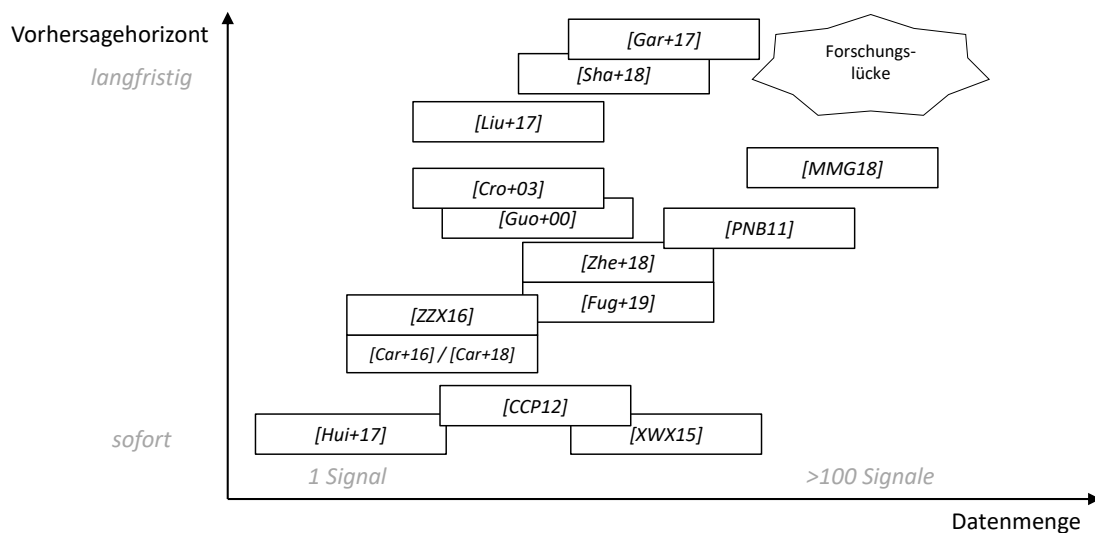 Vorhersagehorizont
langfristig
[Gar+17]
[Sha+18]
Forschungs-
lücke
[Liu+17]
[MMG18]
[Cro+03]
[Guo+00]
[PNB11]
[Zhe+18]
[Fug+19]
[ZZX16]
[Car+16] / [Car+18]
[CCP12]
sofort
[Hui+17]
[XWX15]
1 Signal
>100 Signale
Datenmenge